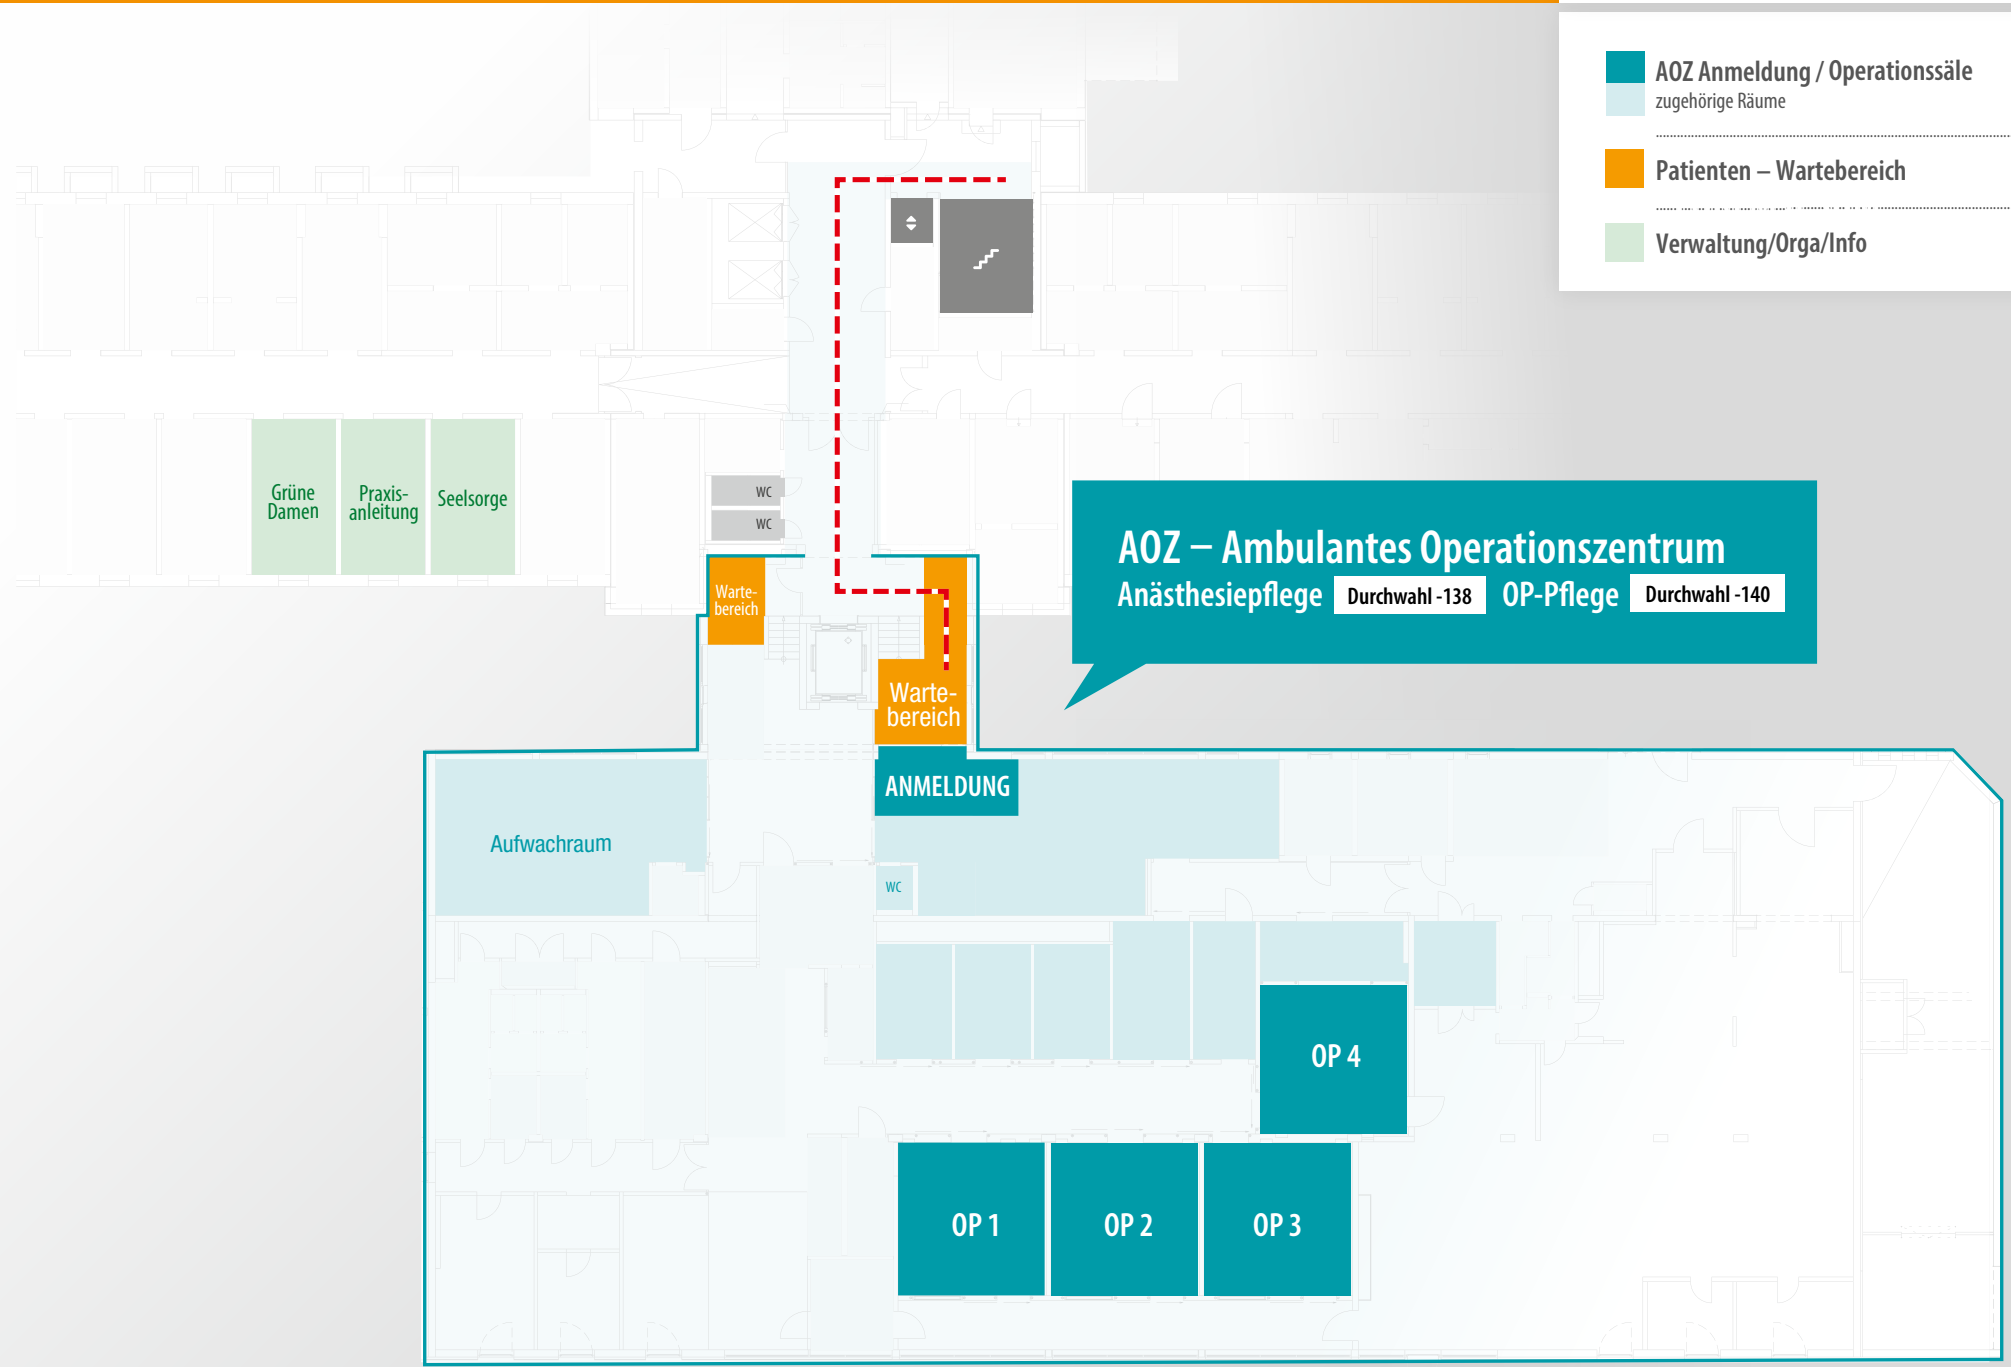 AOZ Anmeldung / Operationssäle
zugehörige Räume
Patienten – Wartebereich
Verwaltung/Orga/Info
Grüne
Damen
Praxis-
anleitung
Seelsorge
WC
WC
AOZ – Ambulantes Operationszentrum
Anästhesiepflege Durchwahl -138 OP-Pflege Durchwahl -140
Warte-
bereich
Warte-
bereich
ANMELDUNG
Aufwachraum
WC
OP 4
OP 1
OP 2
OP 3